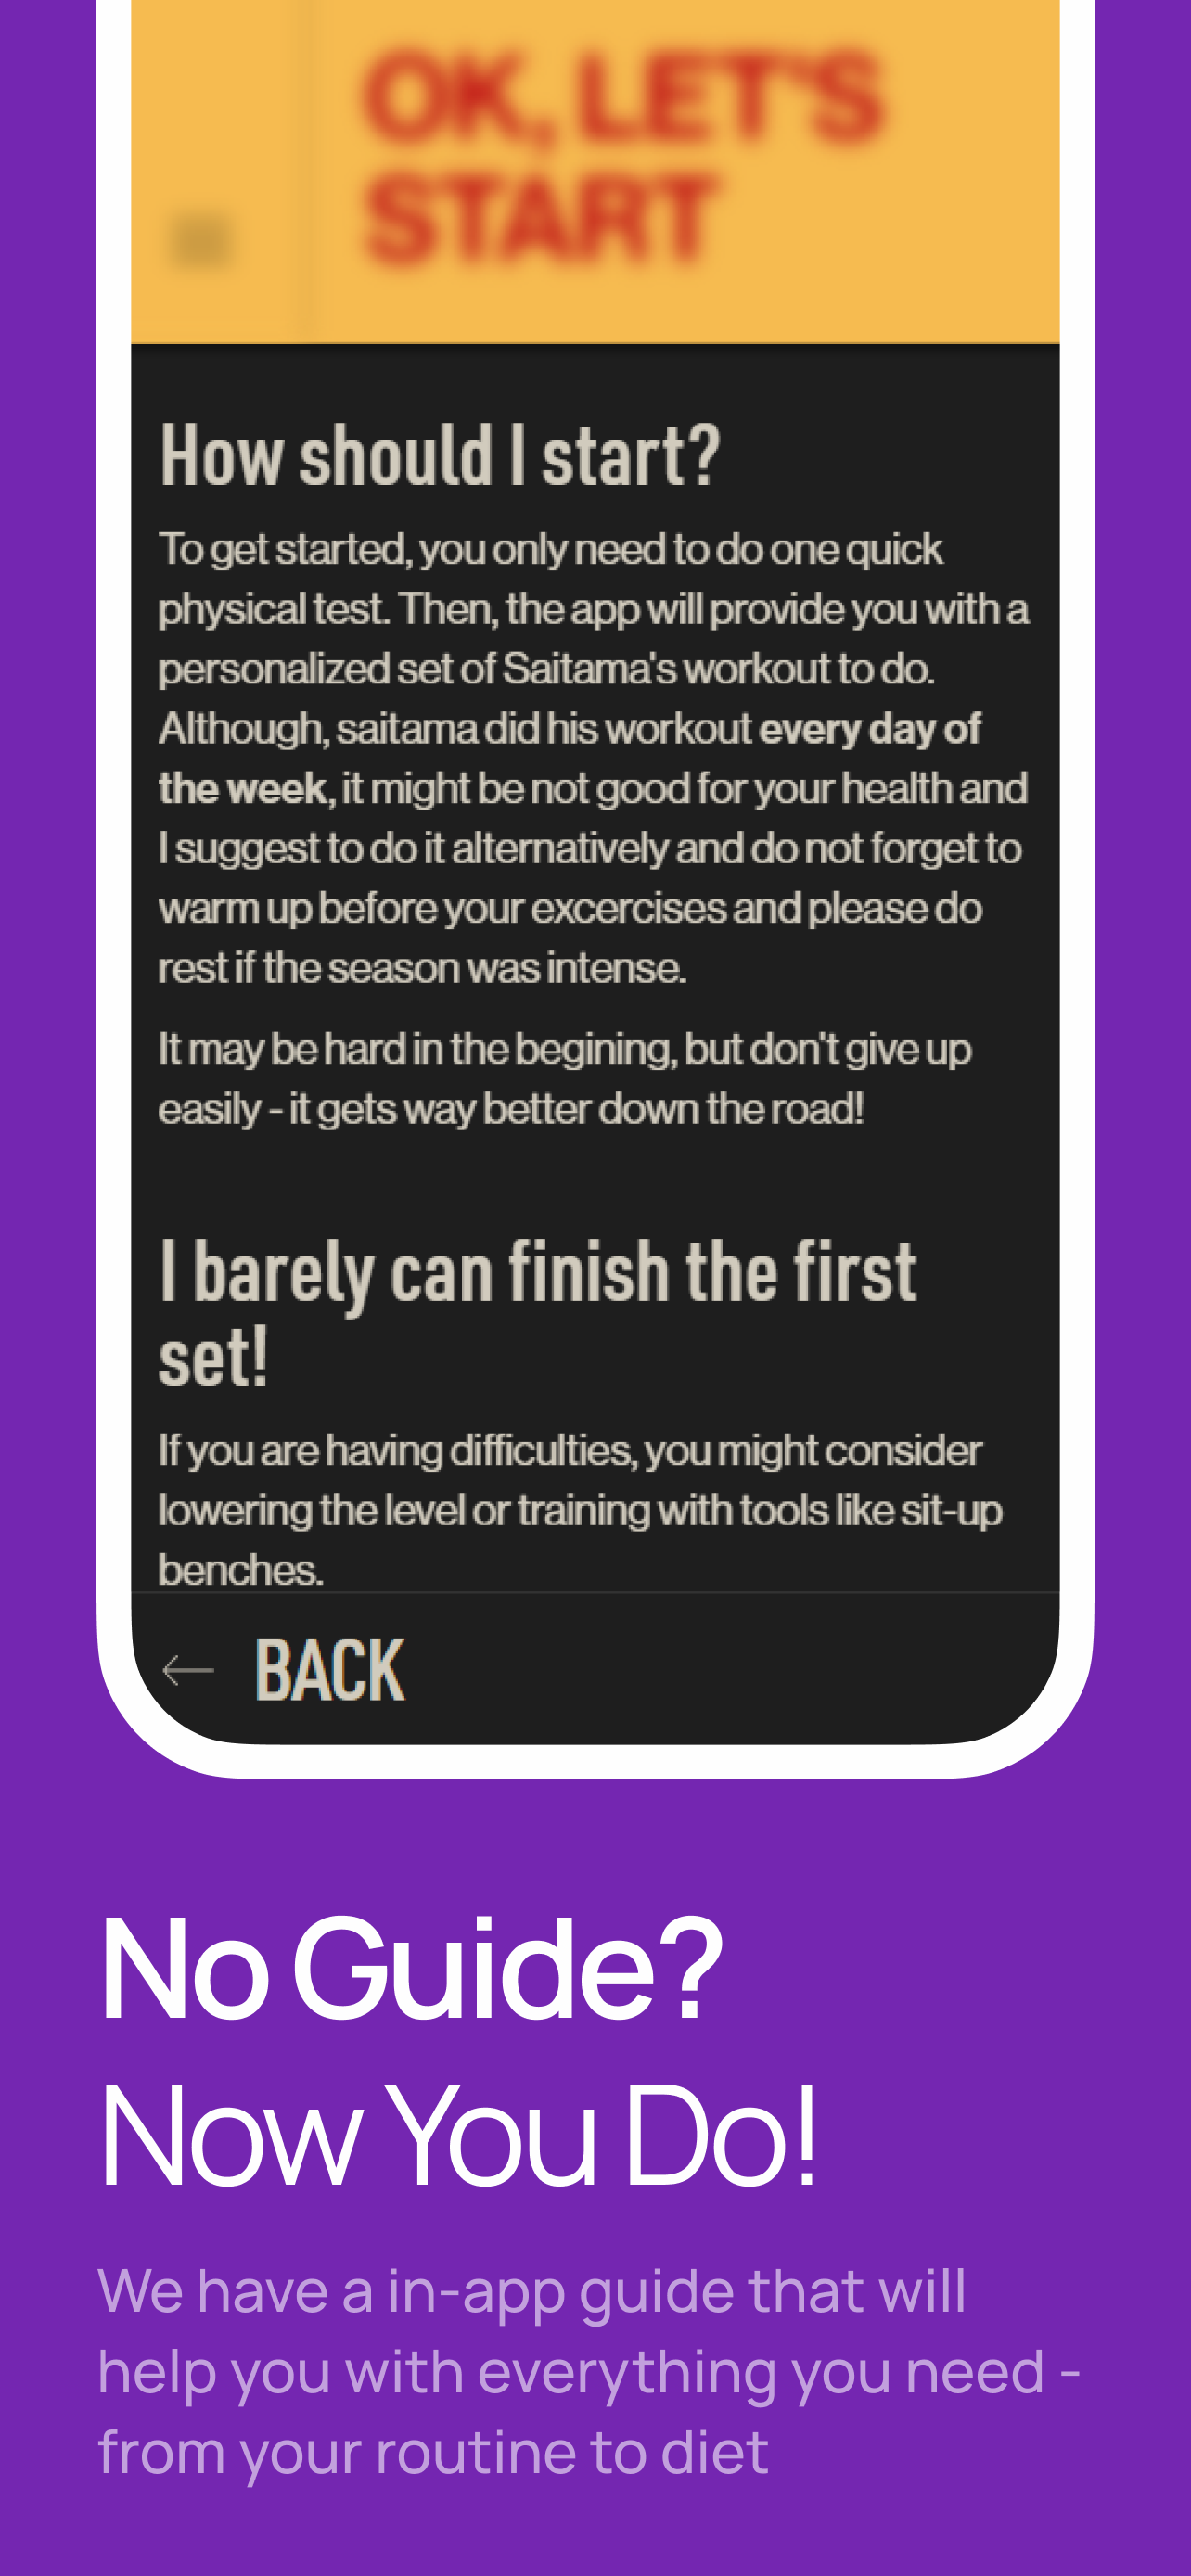 OK, LET'S
START
How should I start?
To get started, you only need to do one quick
physical test. Then, the app will provide you with a
personalized set of Saitama's workout to do.
Although, saitama did his workout every day of
the week, it might be not good for your health and
I suggest to do it alternatively and do not forget to
warm up before your excercises and please do
rest if the season was intense.
It may be hard in the begining, but don't give up
easily - it gets way better down the road!
I barely can finish the first
set!
If you are having difficulties, you might consider
lowering the level or training with tools like sit-up
benches.
← BACK
No Guide?
Now You Do!
We have a in-app guide that will
help you with everything you need -
from your routine to diet